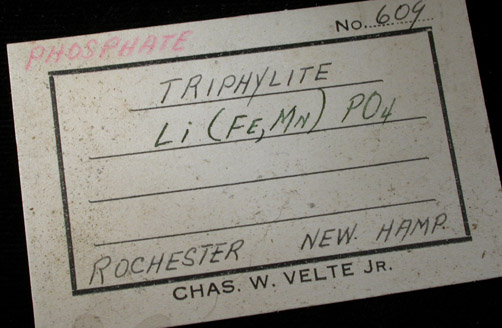 No. 609
PHOSPHATE
TRIPHYLITE
Li (FE, MN) PO4
ROCHESTER NEW. HAMP.
CHAS. W. VELTE JR.